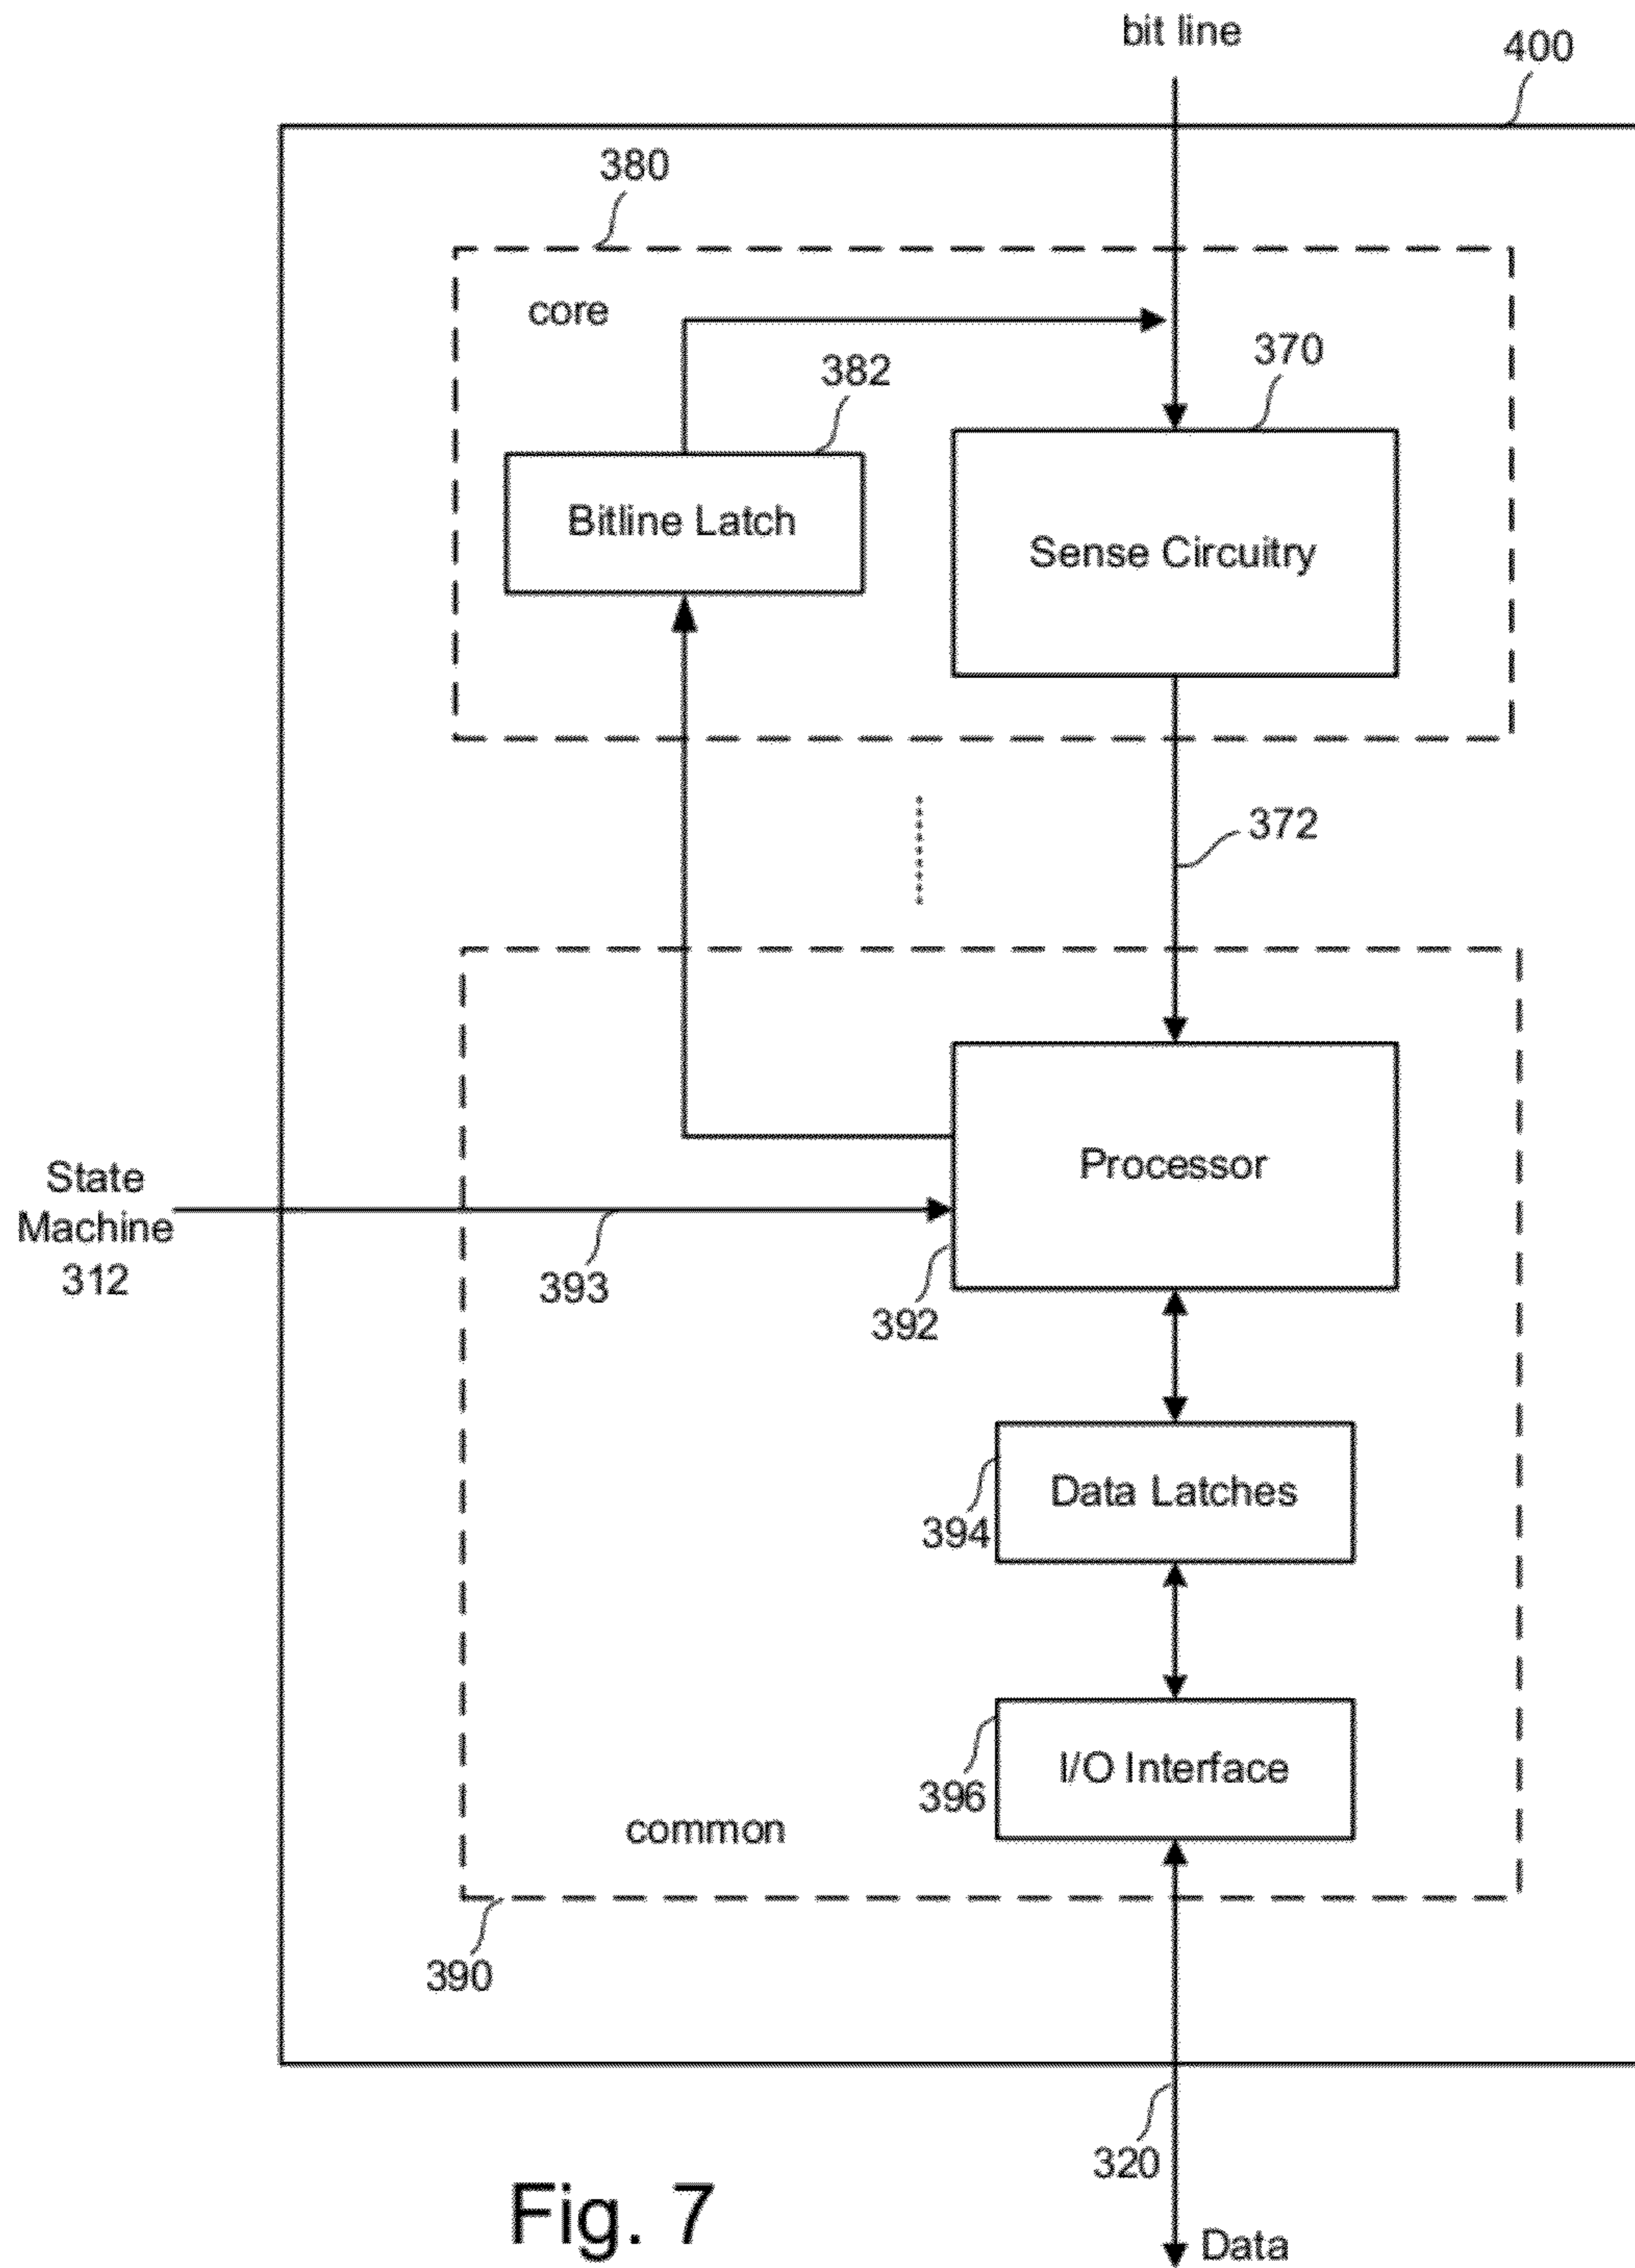 bit line
400
380
core
370
382
Bitline Latch
Sense Circuitry
372
State
Machine
312
Processor
393
392
Data Latches
394
I/O Interface
396
common
390
320
Fig. 7
Data